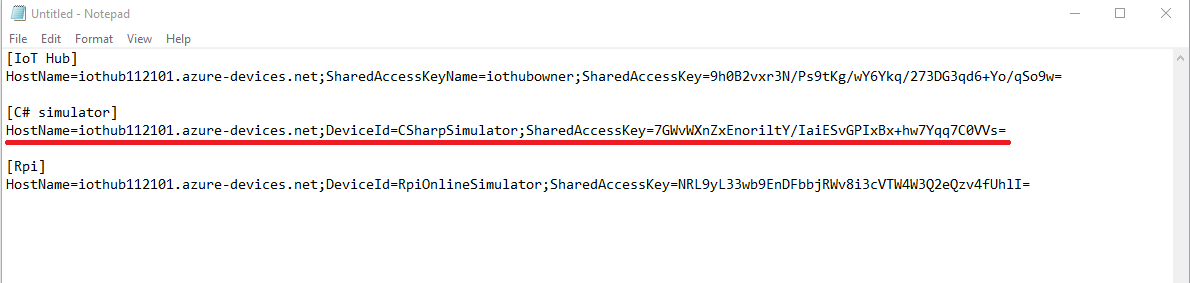 Untitled - Notepad
File Edit Format View Help
[IoT Hub]
HostName=iothub112101.azure-devices.net;SharedAccessKeyName=iothubowner;SharedAccessKey=9h0B2vxr3N/Ps9tKg/wY6Ykq/273DG3qd6+Yo/qSo9w=
[C# simulator]
HostName=iothub112101.azure-devices.net;DeviceId=CSharpSimulator;SharedAccessKey=7GWvWXnZxEnoriltY/IaiESvGPIxBx+hw7Yqq7C0VVs=
[Rpi]
HostName=iothub112101.azure-devices.net;DeviceId=RpiOnlineSimulator;SharedAccessKey=NRL9yL33wb9EnDFbbjRWv8i3cVTW4W3Q2eQzv4fUhlI=